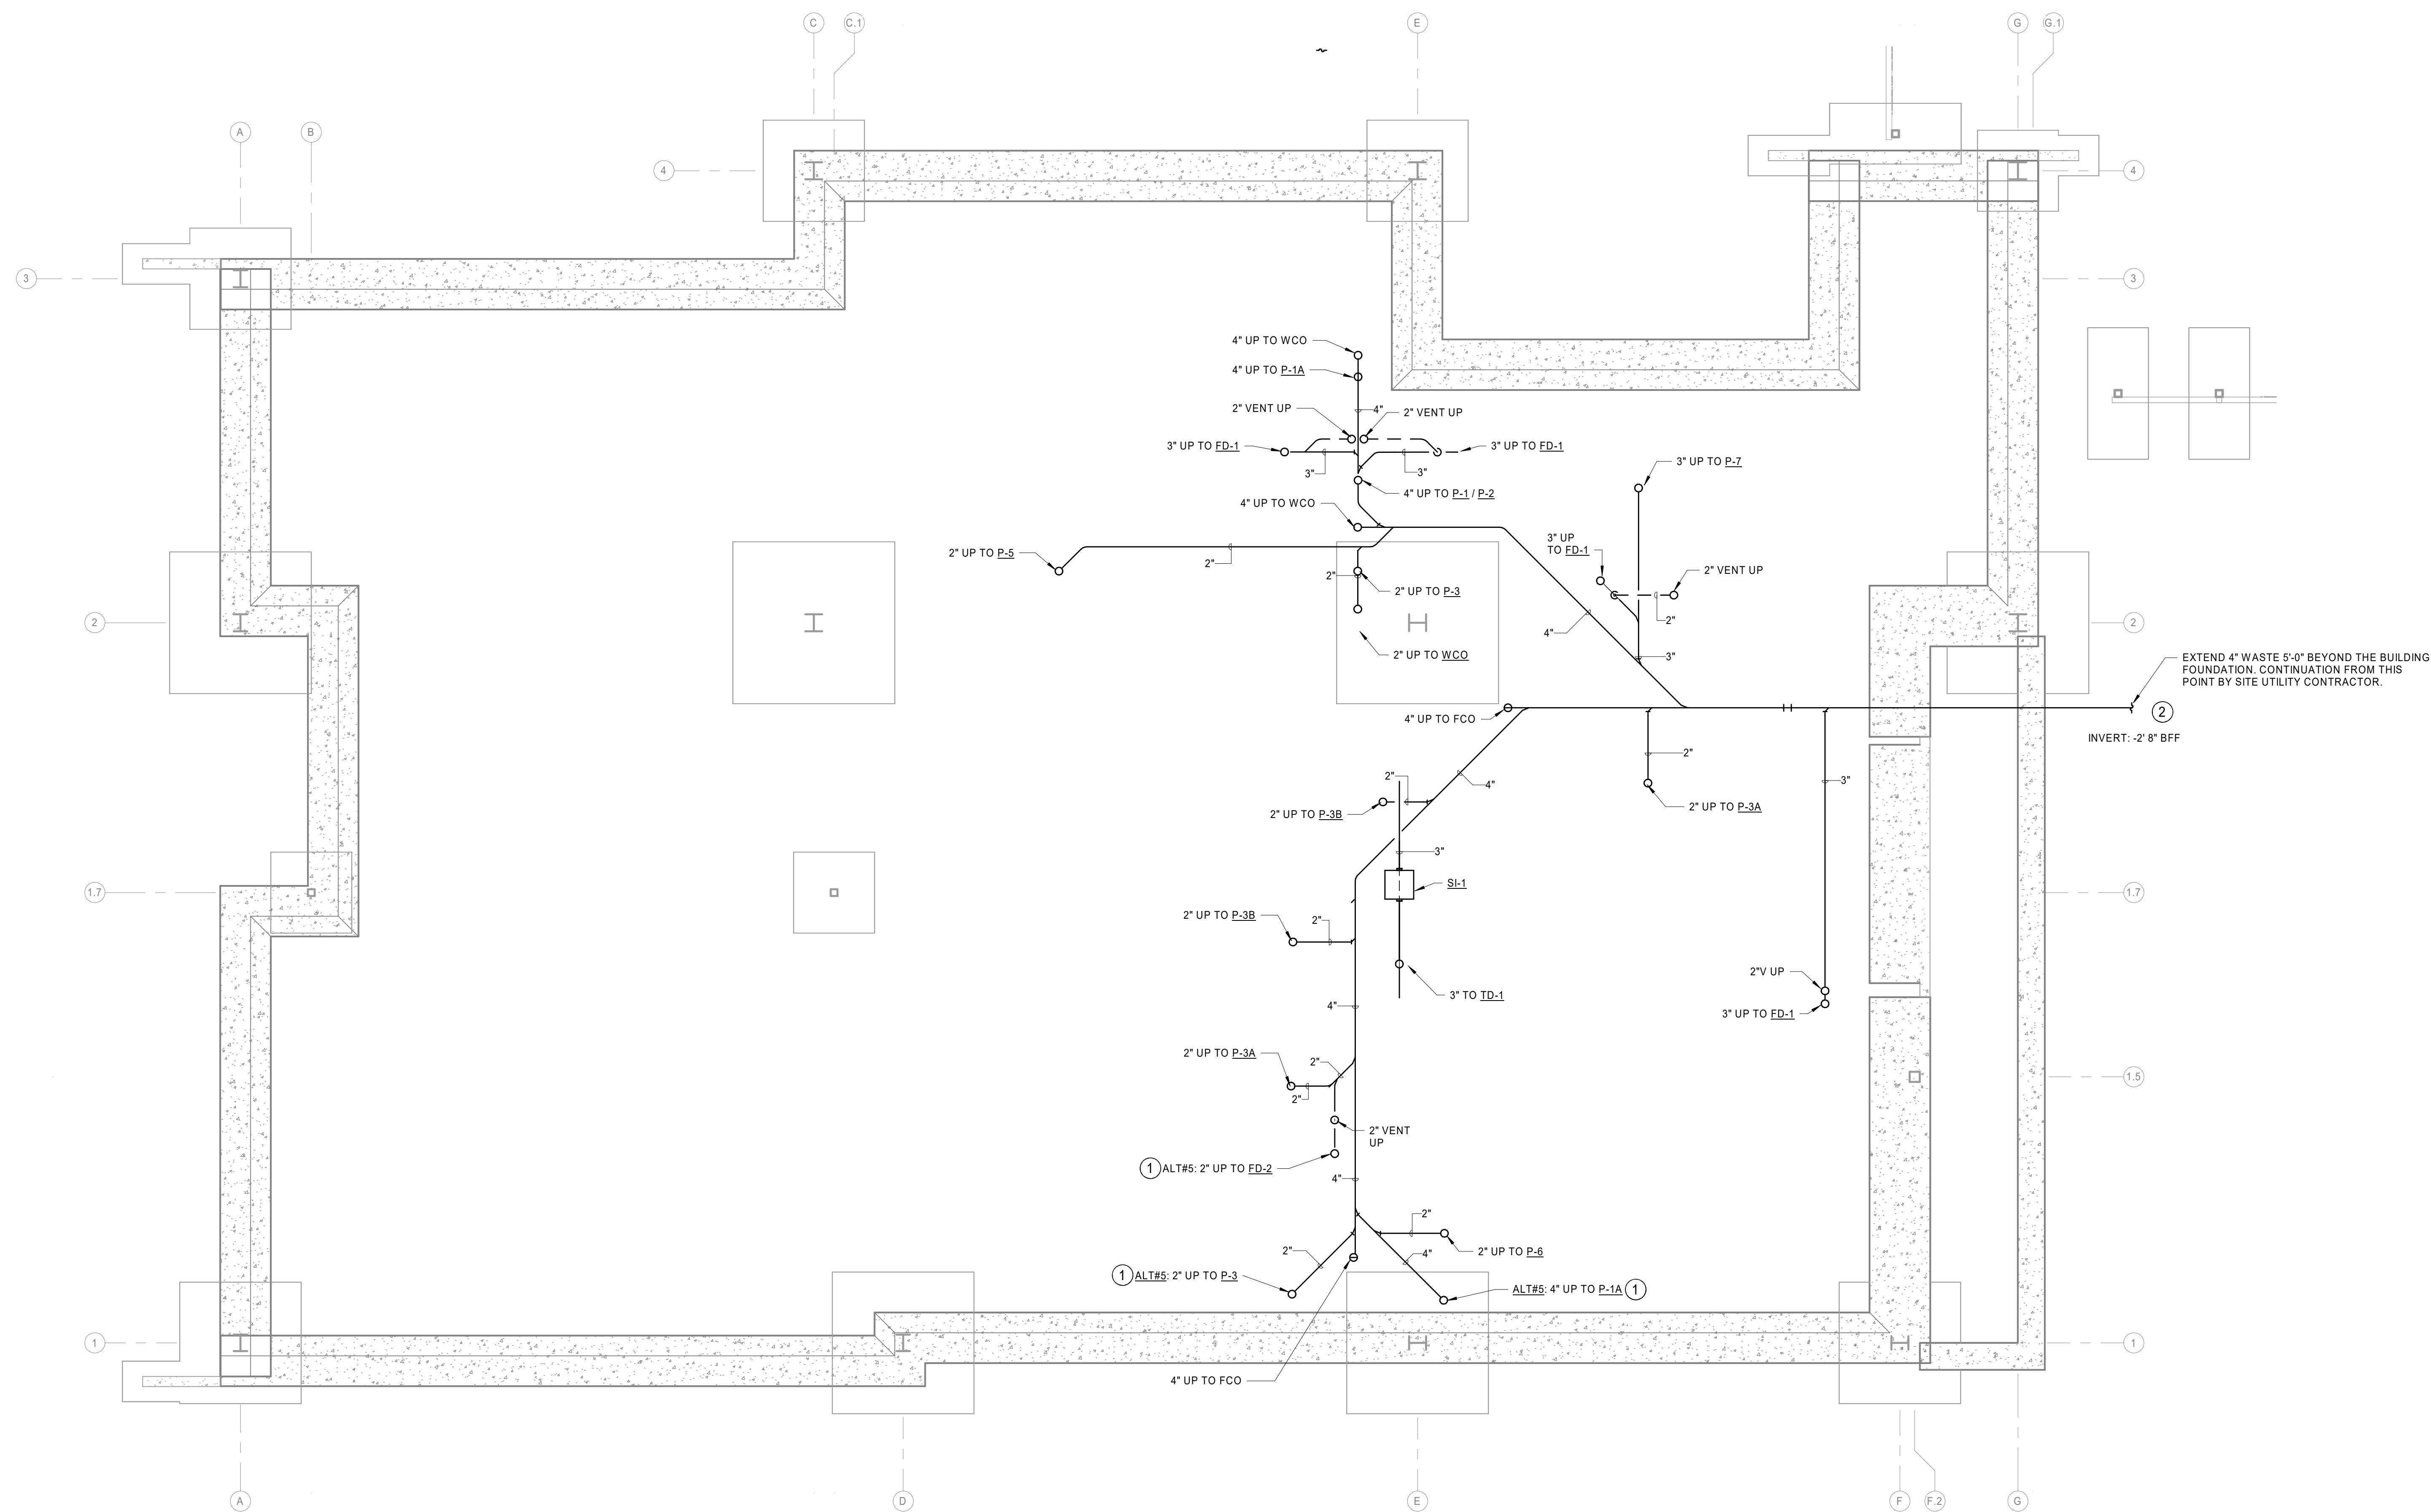 C
C.1
E
G
G.1
A
B
4
4
3
3
4" UP TO WCO
4" UP TO P-1A
4"
2" VENT UP
2" VENT UP
3" UP TO FD-1
3" UP TO FD-1
3"
3"
3" UP TO P-7
4" UP TO P-1 / P-2
4" UP TO WCO
3" UP
TO FD-1
2" UP TO P-5
2"
2"
2" VENT UP
2" UP TO P-3
2"
2
2
4"
2" UP TO WCO
3"
EXTEND 4" WASTE 5'-0" BEYOND THE BUILDING
FOUNDATION. CONTINUATION FROM THIS
POINT BY SITE UTILITY CONTRACTOR.
2
4" UP TO FCO
INVERT: -2' 8" BFF
2"
2"
4"
3"
2" UP TO P-3A
2" UP TO P-3B
3"
SI-1
1.7
1.7
2" UP TO P-3B
2"
2"V UP
3" TO TD-1
4"
3" UP TO FD-1
2" UP TO P-3A
2"
2"
1.5
2" VENT
UP
1 ALT#5: 2" UP TO FD-2
4"
2"
2"
4"
2" UP TO P-6
1 ALT#5: 2" UP TO P-3
ALT#5: 4" UP TO P-1A 1
1
1
4" UP TO FCO
A
D
E
F
F.2
G